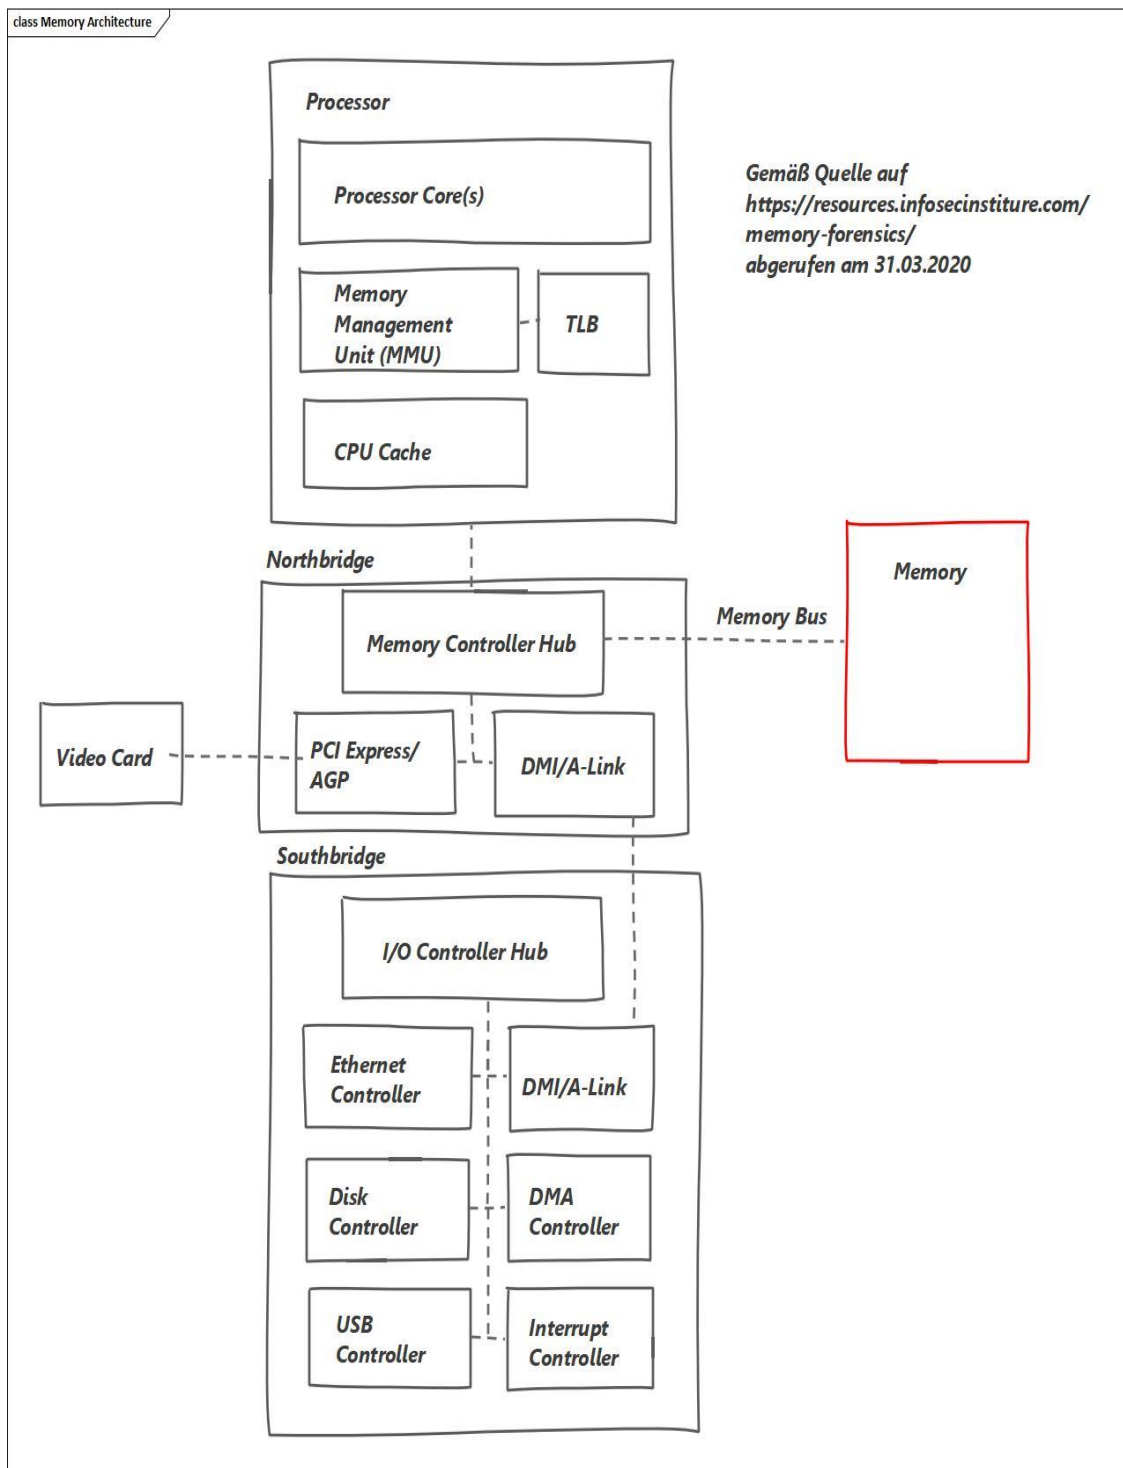 class Memory Architecture
Processor
Processor Core(s)
Gemäß Quelle auf
https://resources.infosecinstiture.com/
memory-forensics/
abgerufen am 31.03.2020
Memory
Management
Unit (MMU)
TLB
CPU Cache
Northbridge
Memory
Memory Bus
Memory Controller Hub
Video Card
PCI Express/
AGP
DMI/A-Link
Southbridge
I/O Controller Hub
Ethernet
Controller
DMI/A-Link
Disk
Controller
DMA
Controller
USB
Controller
Interrupt
Controller